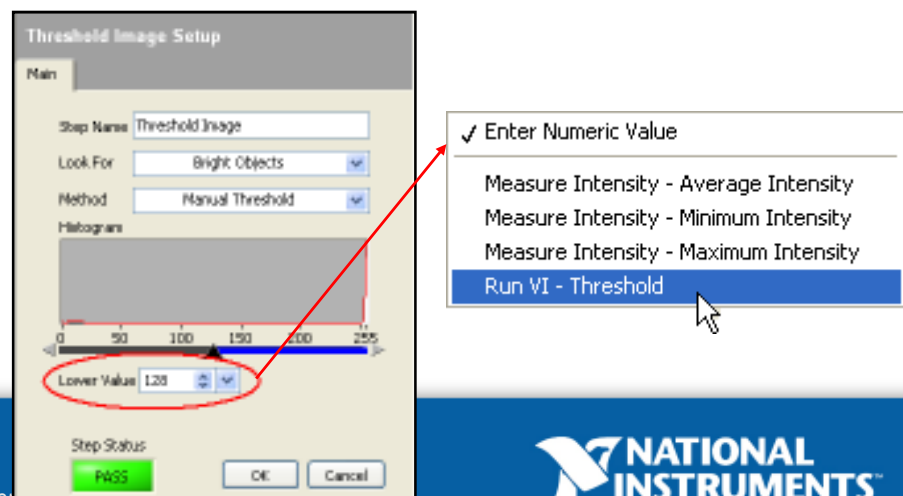 Threshold Image Setup
Main
Step Name Threshold Image
Look For Bright Objects
Method Manual Threshold
Histogram
0 50 100 150 200 255
Lower Value 128
Step Status
PASS OK Cancel
✓ Enter Numeric Value
Measure Intensity - Average Intensity
Measure Intensity - Minimum Intensity
Measure Intensity - Maximum Intensity
Run VI - Threshold
NATIONAL
INSTRUMENTS